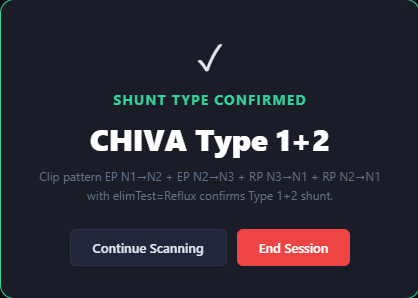 ✓
SHUNT TYPE CONFIRMED
CHIVA Type 1+2
Clip pattern EP N1→N2 + EP N2→N3 + RP N3→N1 + RP N2→N1
with elimTest=Reflux confirms Type 1+2 shunt.
Continue Scanning
End Session